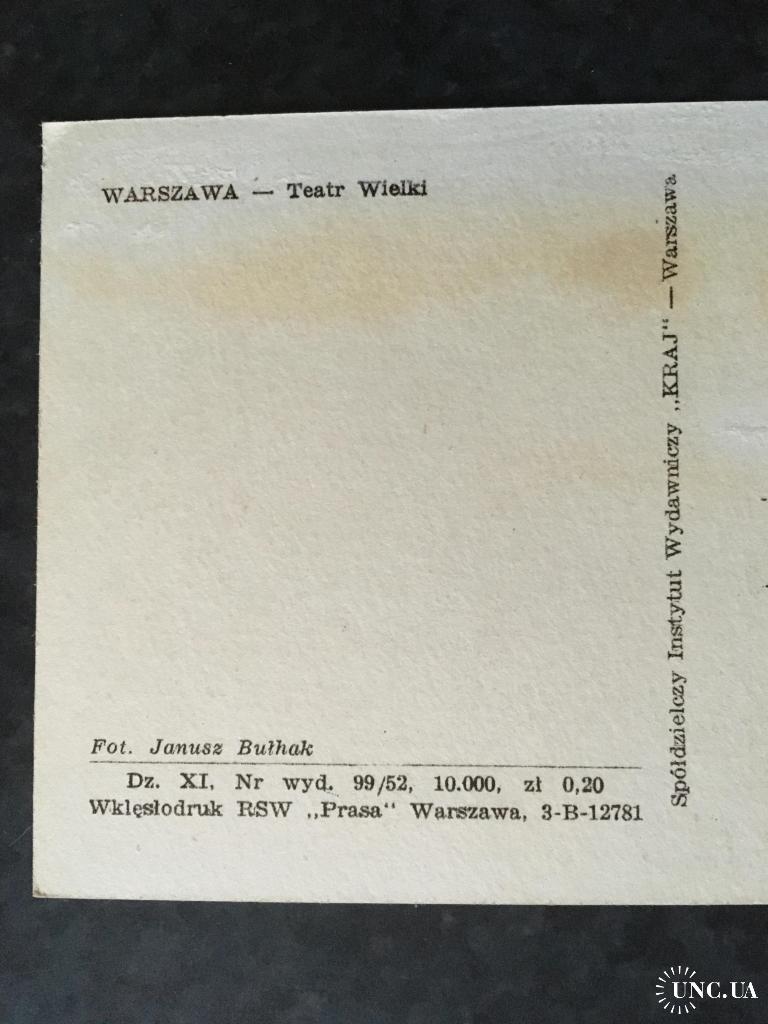 WARSZAWA — Teatr Wielki
Spółdzielczy Instytut Wydawniczy „KRAJ“ — Warszawa
Fot. Janusz Bułhak
Dz. XI, Nr wyd. 99/52, 10.000, zł 0,20
Wklęsłodruk RSW „Prasa“ Warszawa, 3-B-12781
UNC.UA